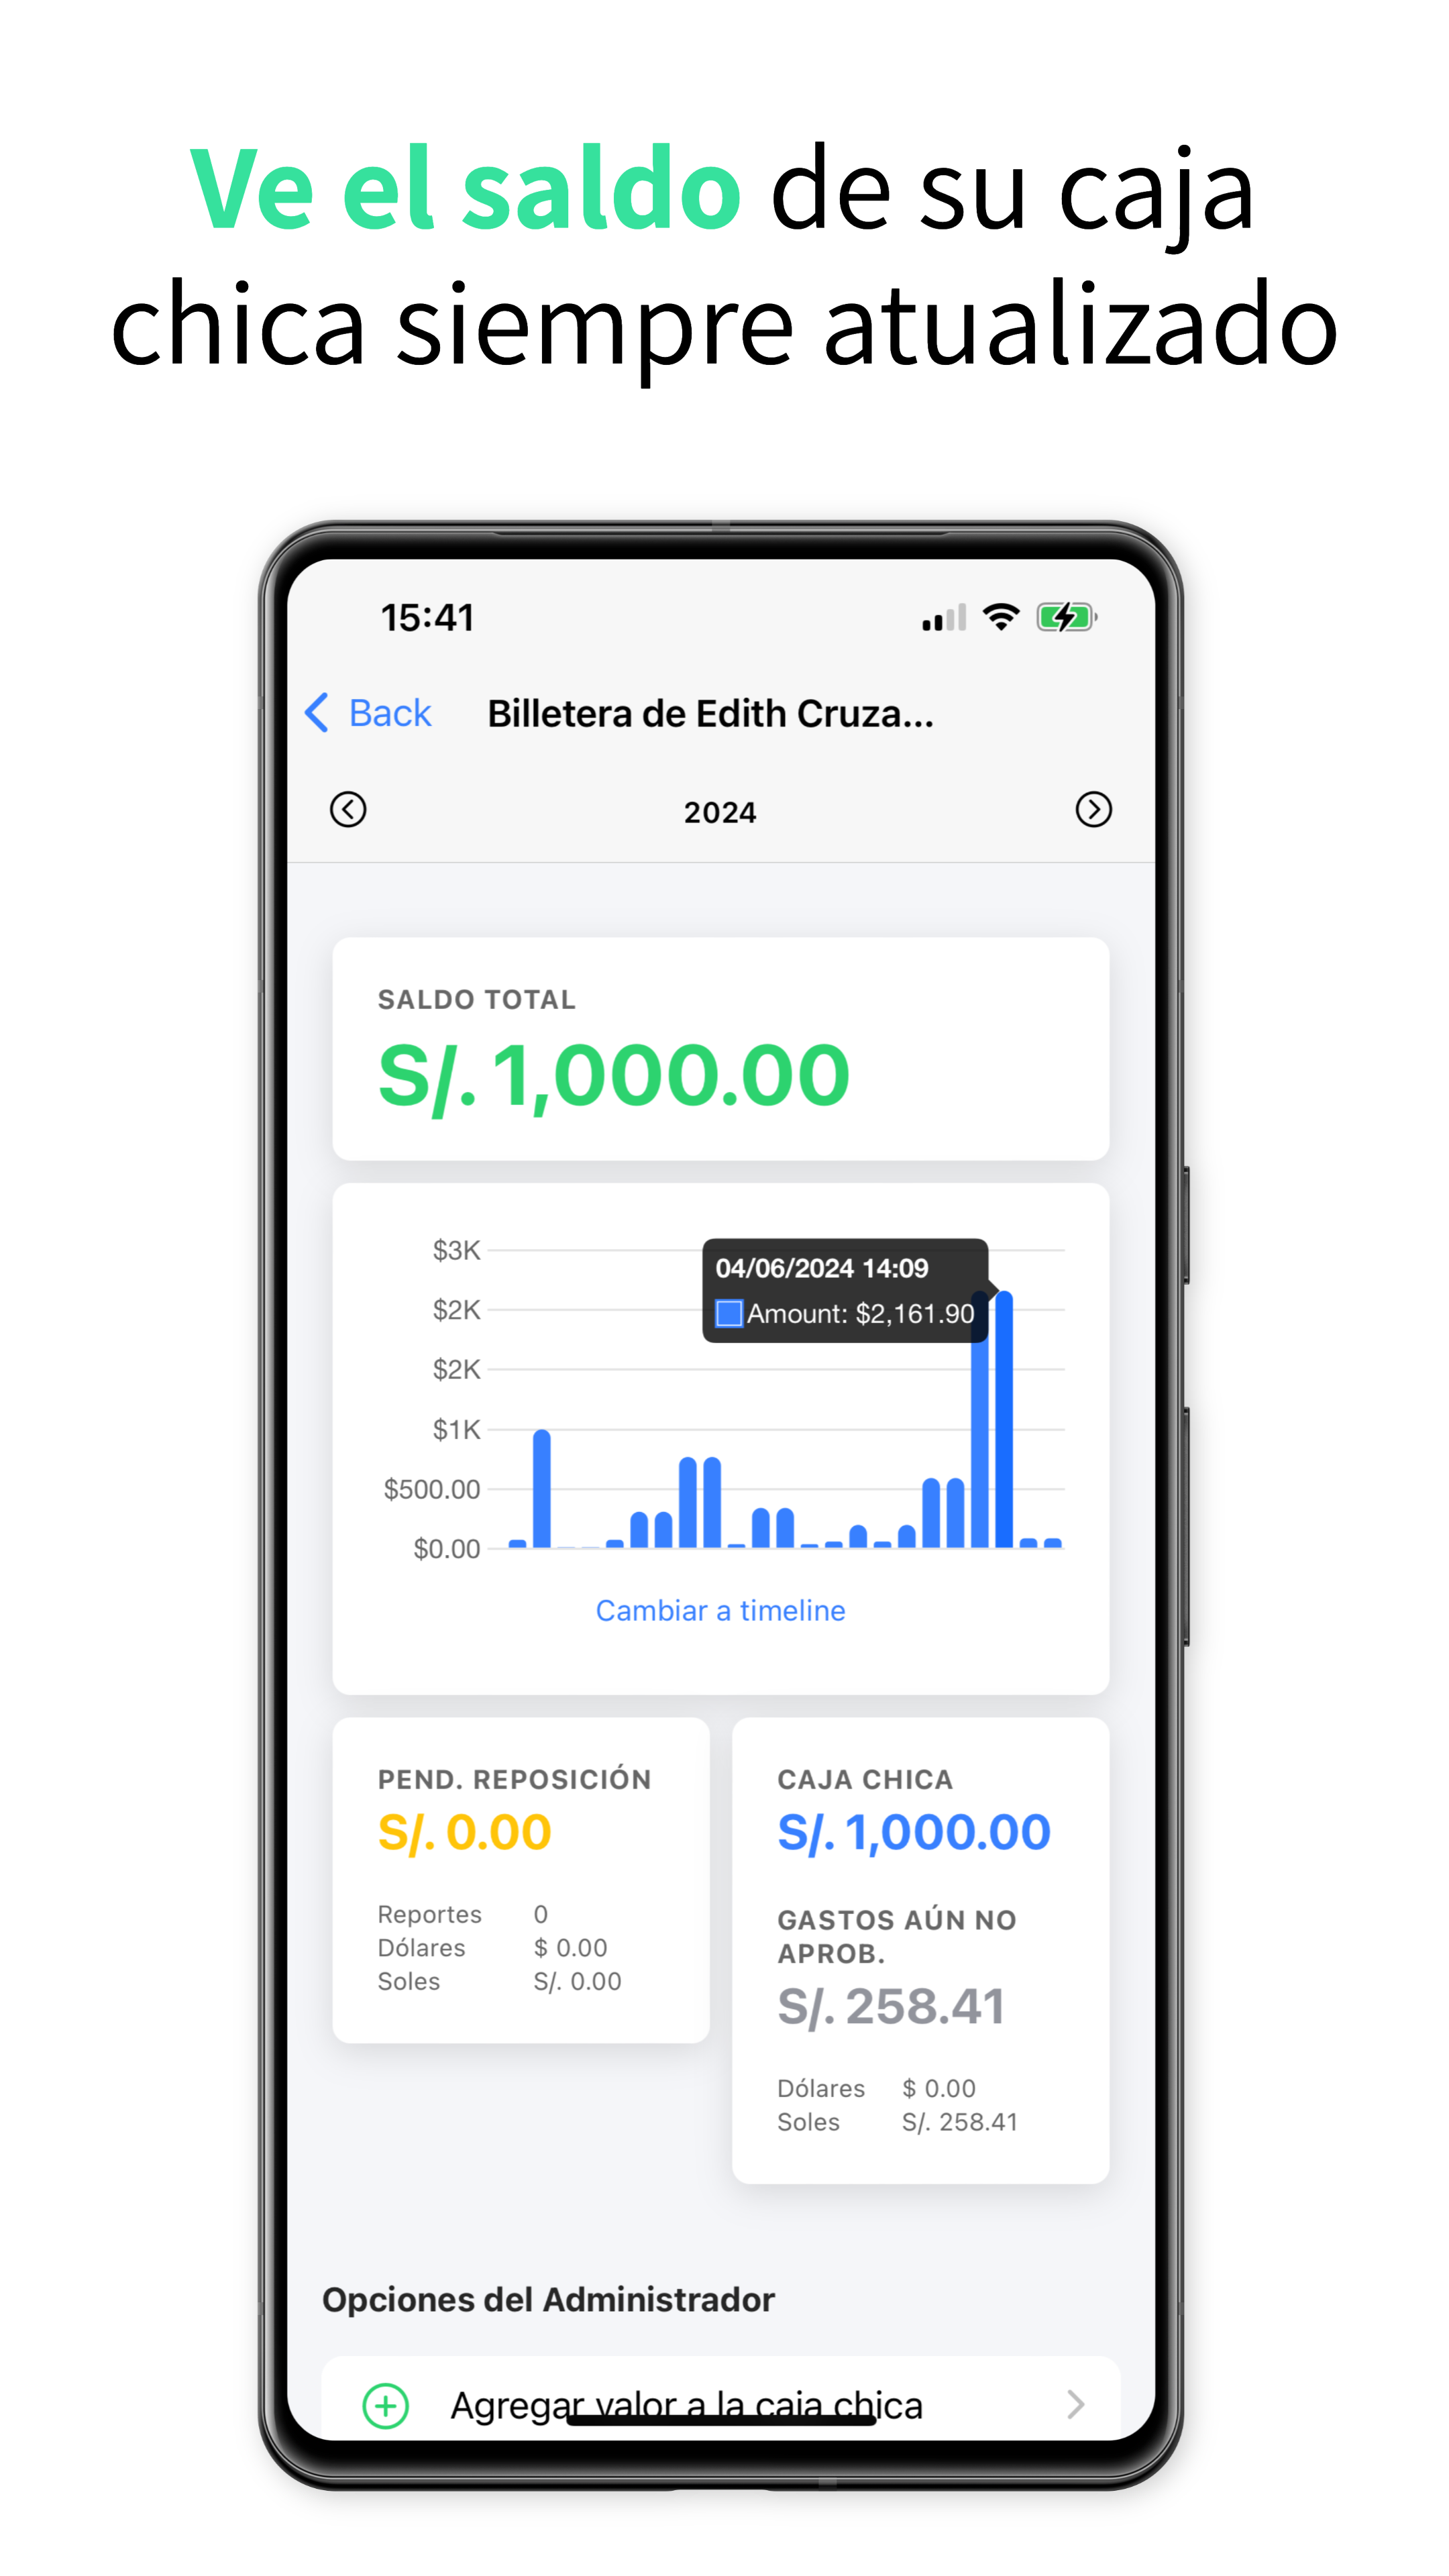 Ve el saldo de su caja
chica siempre atualizado
15:41
Back
Billetera de Edith Cruza...
2024
SALDO TOTAL
S/. 1,000.00
$3K
$2K
$2K
$1K
$500.00
$0.00
04/06/2024 14:09
Amount: $2,161.90
Cambiar a timeline
PEND. REPOSICIÓN
S/. 0.00
Reportes 0
Dólares $ 0.00
Soles S/. 0.00
CAJA CHICA
S/. 1,000.00
GASTOS AÚN NO
APROB.
S/. 258.41
Dólares $ 0.00
Soles S/. 258.41
Opciones del Administrador
Agregar valor a la caja chica